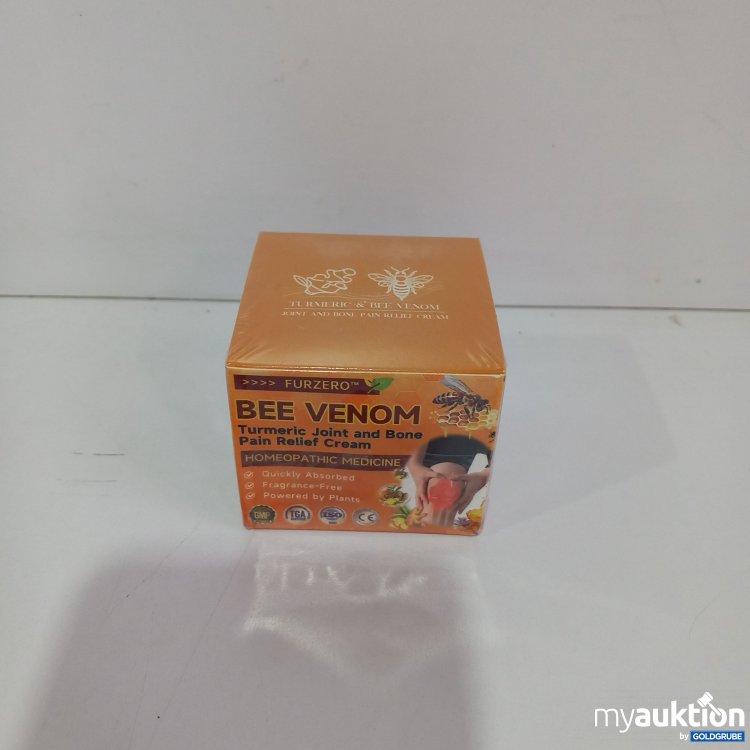 TURMERIC & BEE VENOM
JOINT AND BONE PAIN RELIEF CREAM
>>>> FURZERO™
BEE VENOM
Turmeric Joint and Bone
Pain Relief Cream
HOMEOPATHIC MEDICINE
Quickly Absorbed
Fragrance-Free
Powered by Plants
GMP
TGA
ISO
CE
myauktion
by GOLDGRUBE